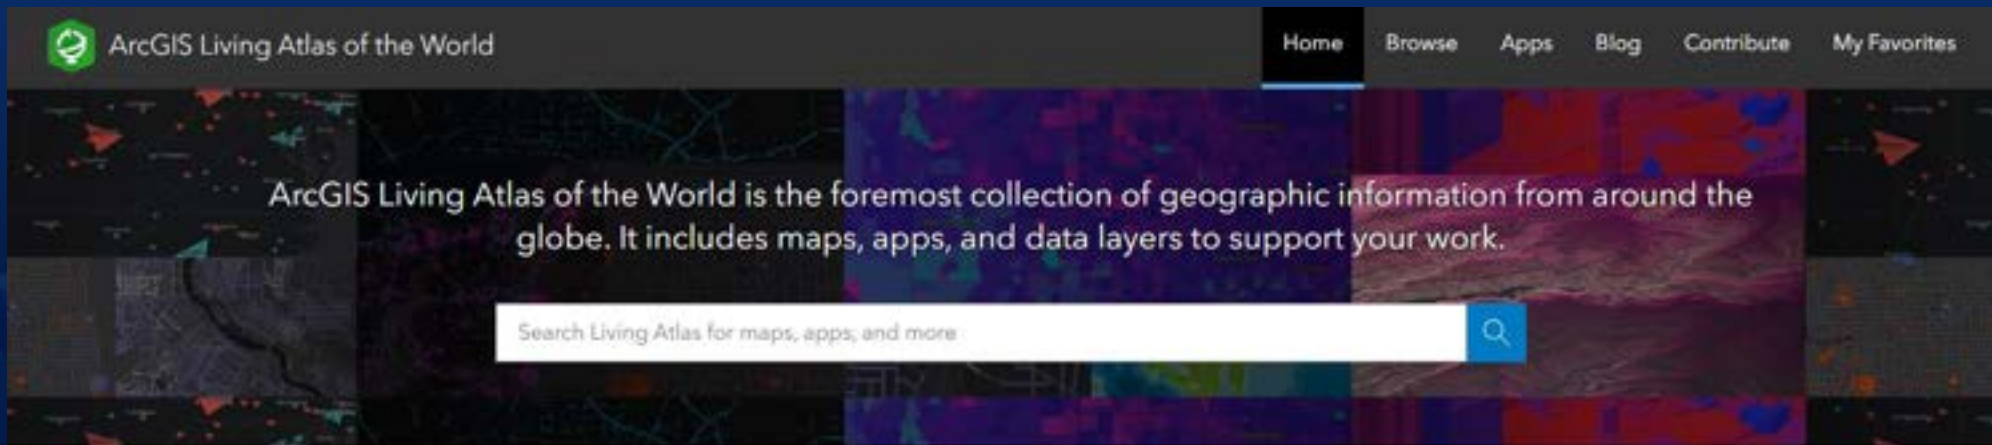 ArcGIS Living Atlas of the World
Home Browse Apps Blog Contribute My Favorites
ArcGIS Living Atlas of the World is the foremost collection of geographic information from around the
globe. It includes maps, apps, and data layers to support your work.
Search Living Atlas for maps, apps, and more